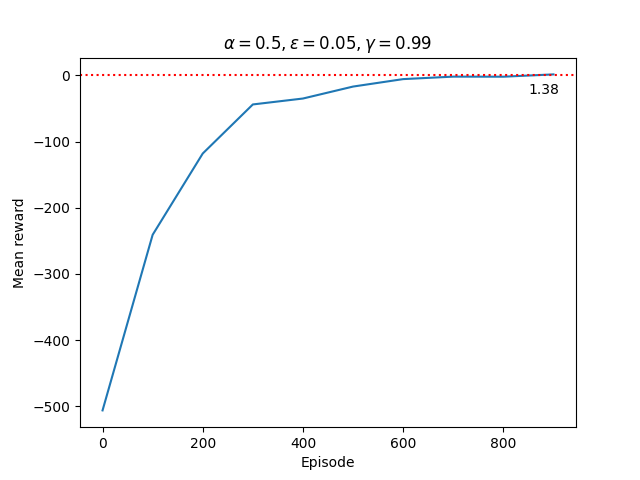 α = 0.5, ε = 0.05, γ = 0.99
0
−100
−200
−300
−400
−500
Mean reward
1.38
0 200 400 600 800
Episode